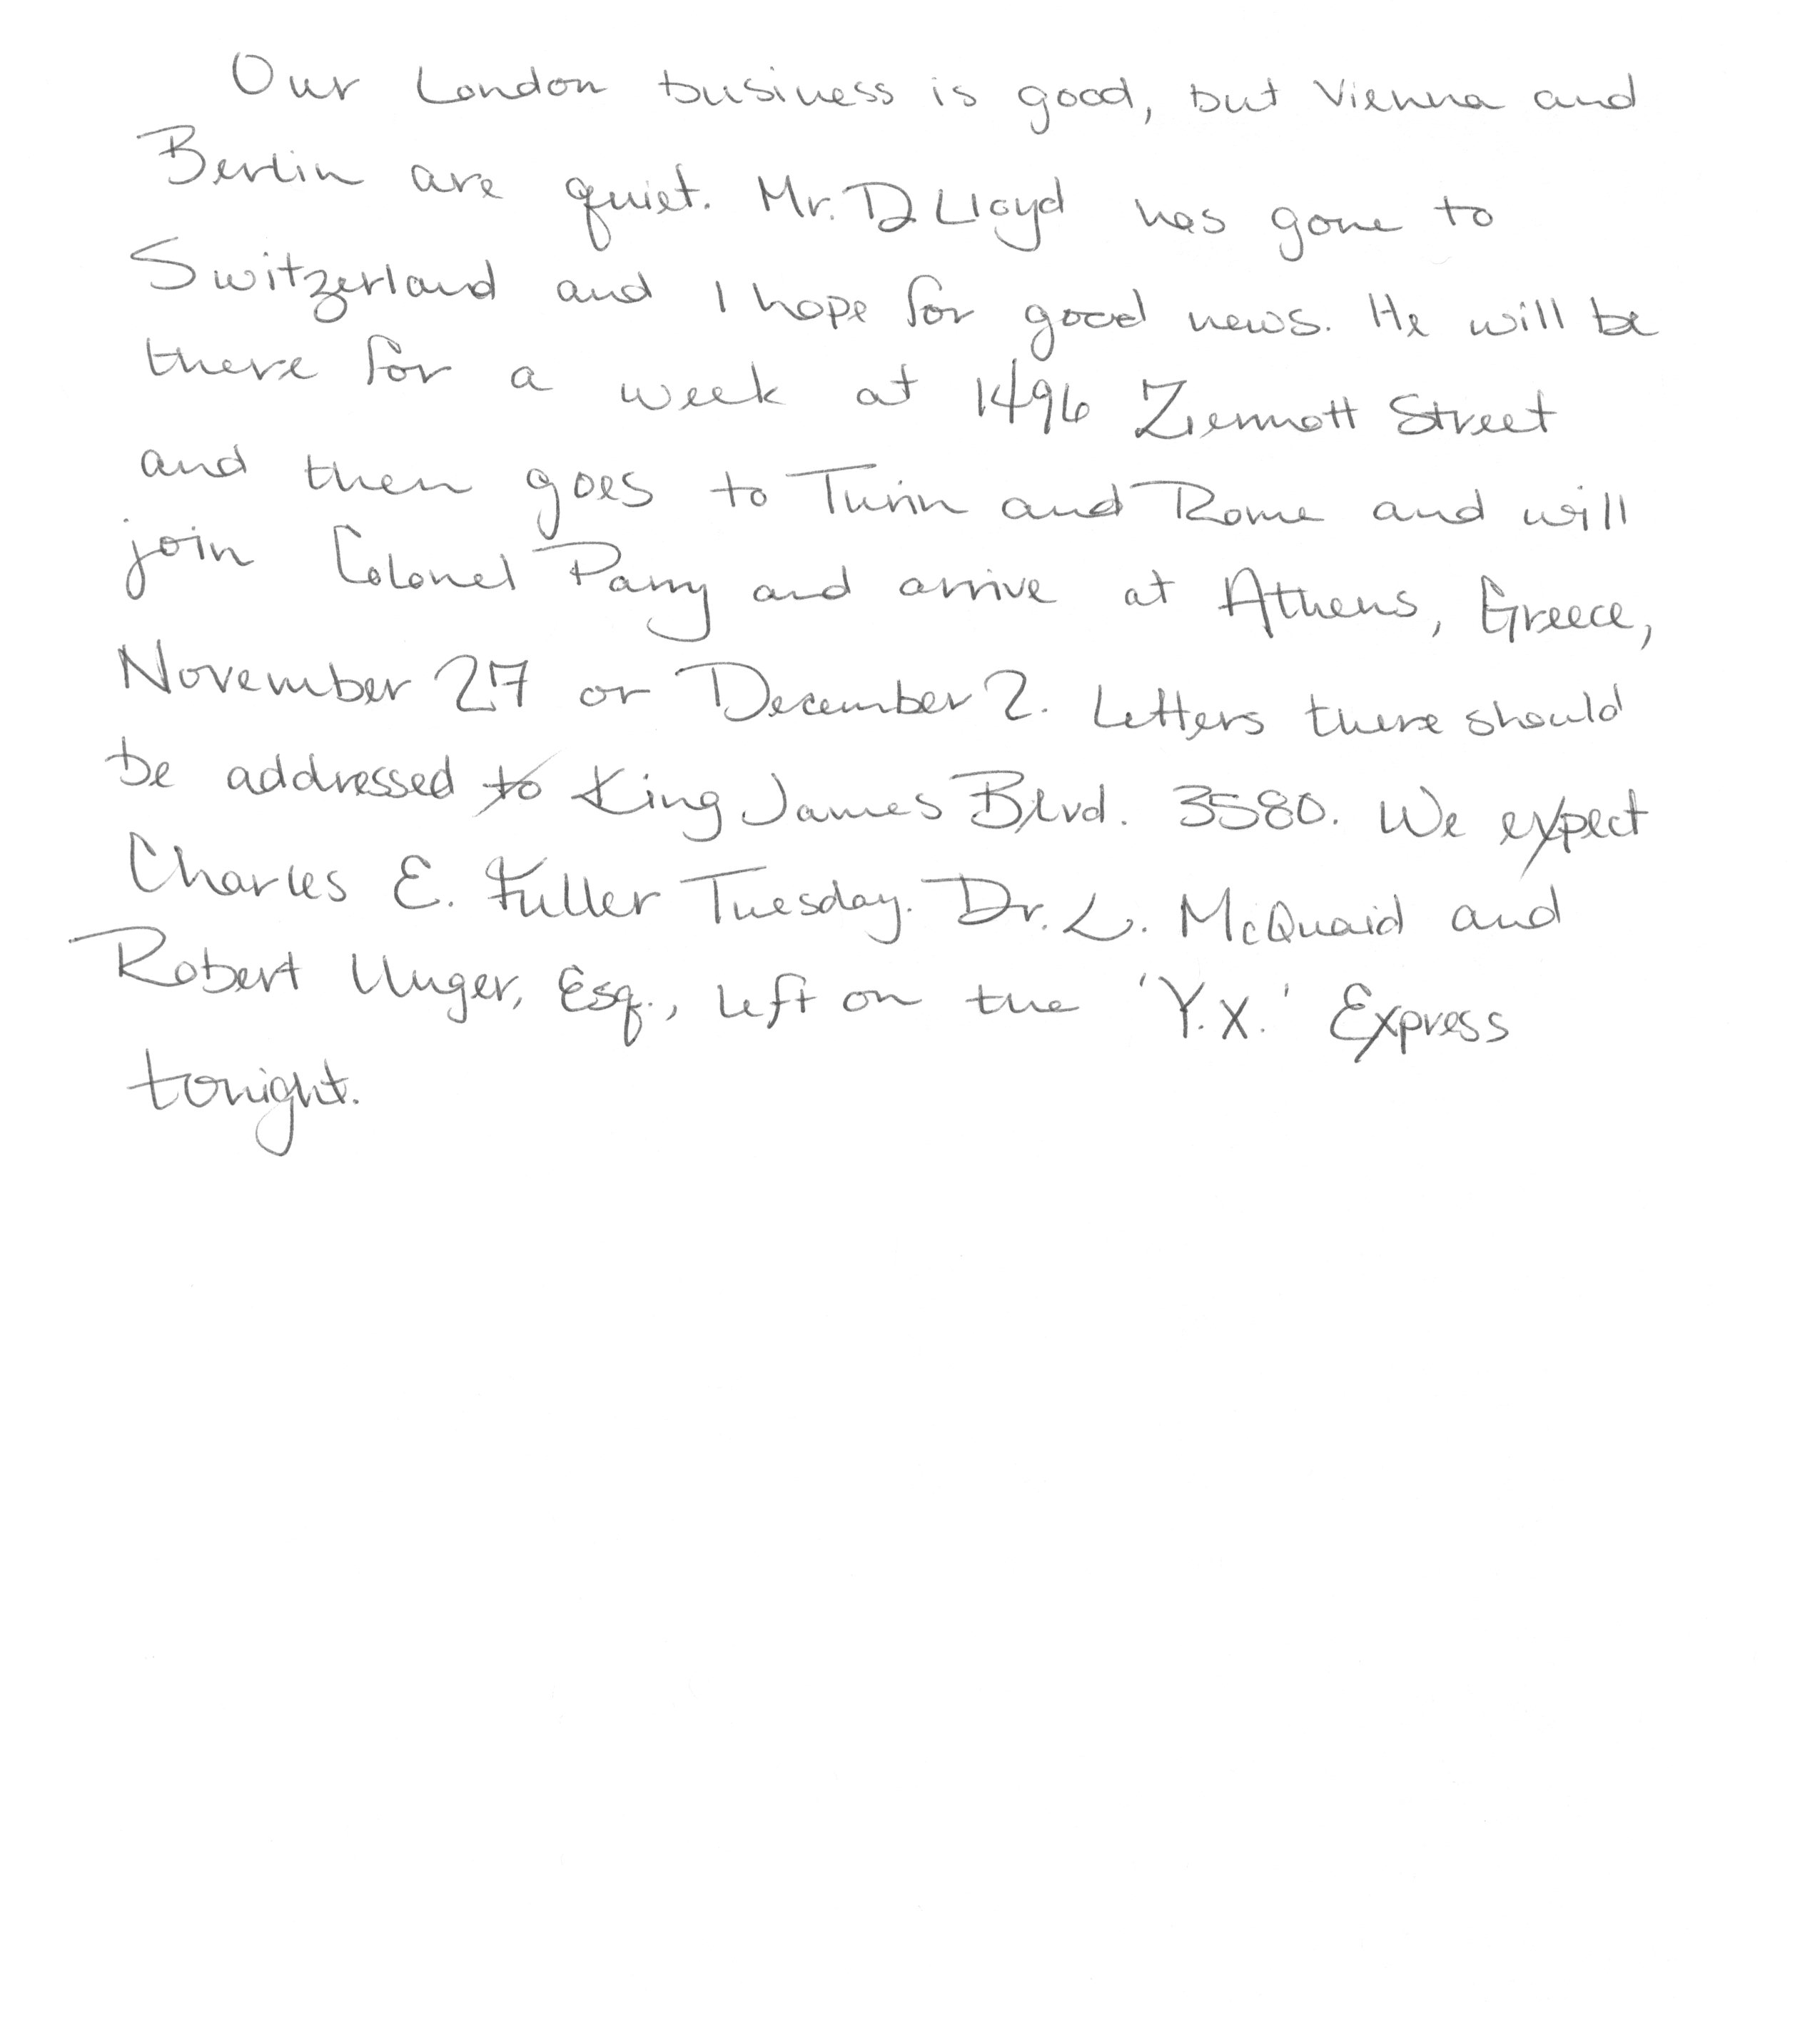 Our London business is good, but Vienna and
Berlin are quiet. Mr. D. Lloyd has gone to
Switzerland and I hope for good news. He will be
there for a week at 1496 Ziemott Street
and then goes to Turin and Rome and will
join Colonel Parry and arrive at Athens, Greece,
November 27 or December 2. Letters there should
be addressed to King James Blvd. 3580. We expect
Charles E. Fuller Tuesday. Dr. L. McQuaid and
Robert Unger, Esq., left on the 'Y.X.' Express
tonight.